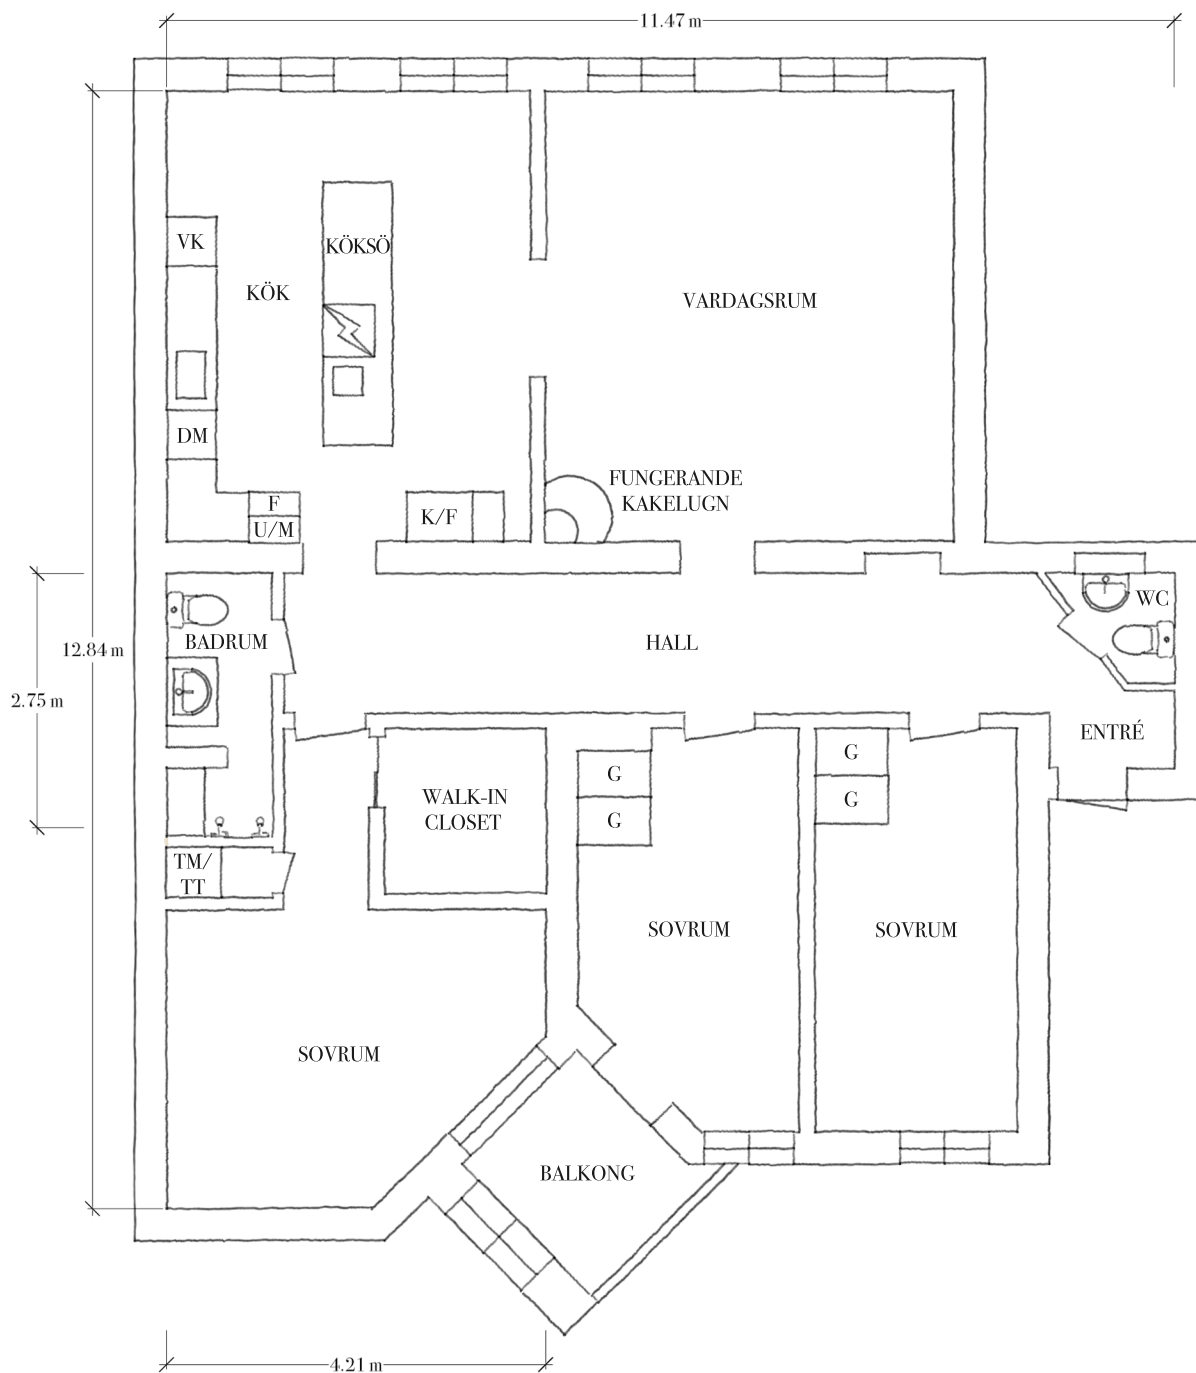 11.47 m
VK
KÖKSÖ
KÖK
VARDAGSRUM
DM
FUNGERANDE
KAKELUGN
F
U/M
K/F
WC
BADRUM
HALL
12.84 m
2.75 m
ENTRÉ
G
G
WALK-IN
CLOSET
G
G
TM/
TT
SOVRUM
SOVRUM
SOVRUM
BALKONG
4.21 m